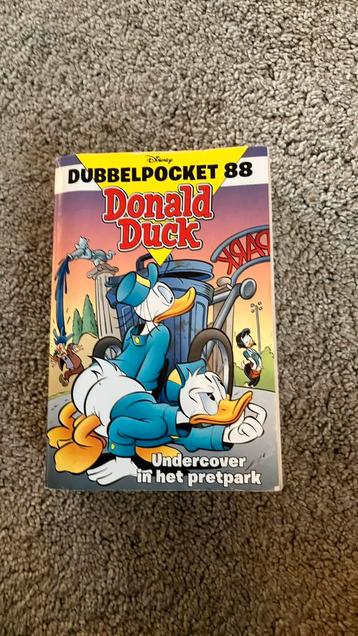 Disney
DUBBELPOCKET 88
Donald
Duck
PARK
Undercover
in het pretpark